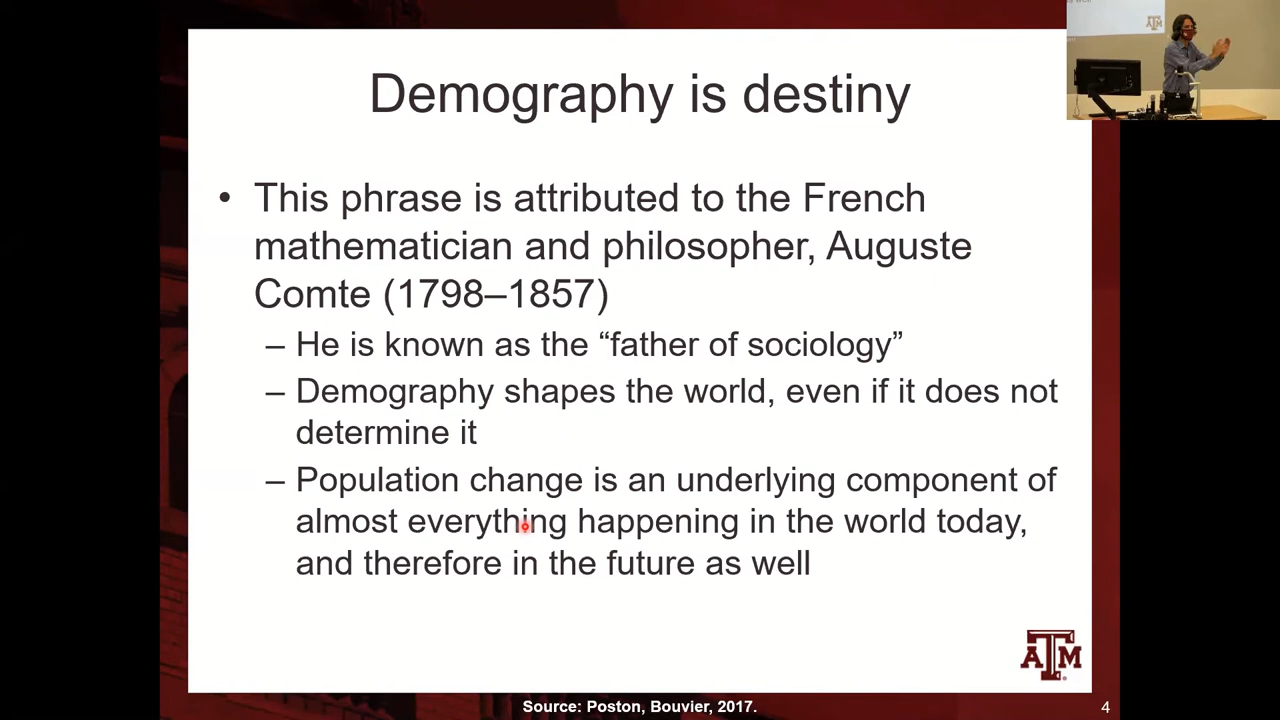 Demography is destiny
• This phrase is attributed to the French
mathematician and philosopher, Auguste
Comte (1798–1857)
– He is known as the “father of sociology”
– Demography shapes the world, even if it does not
determine it
– Population change is an underlying component of
almost everything happening in the world today,
and therefore in the future as well
ATM
Source: Poston, Bouvier, 2017.
4